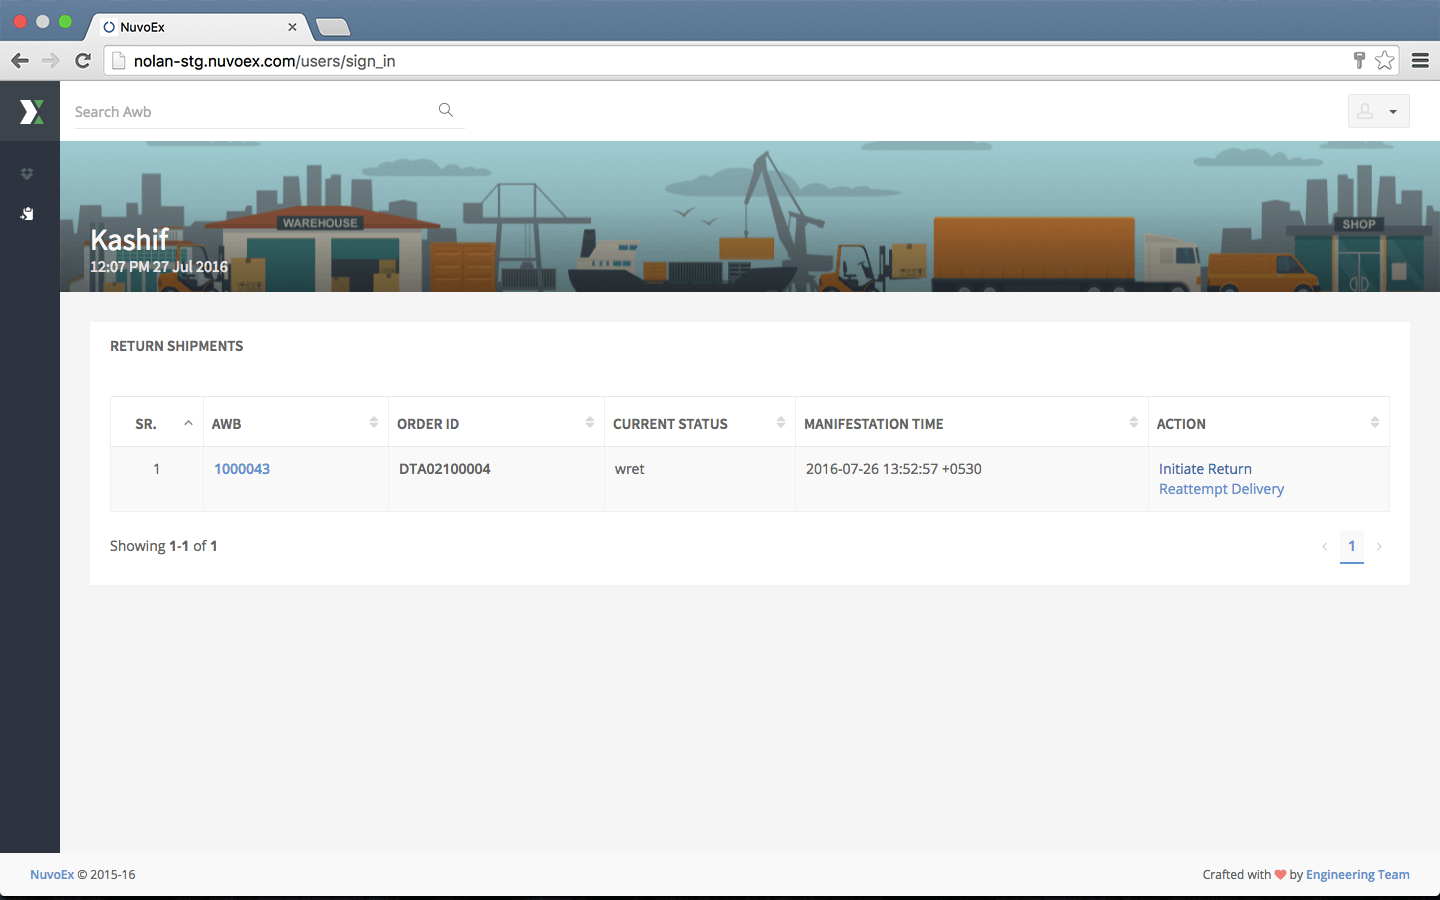 NuvoEx
nolan-stg.nuvoex.com/users/sign_in
Search Awb
WAREHOUSE
SHOP
Kashif
12:07 PM 27 Jul 2016
RETURN SHIPMENTS
SR. AWB ORDER ID CURRENT STATUS MANIFESTATION TIME ACTION
1 1000043 DTA02100004 wret 2016-07-26 13:52:57 +0530 Initiate Return
Reattempt Delivery
Showing 1-1 of 1
1
NuvoEx © 2015-16
Crafted with ❤ by Engineering Team